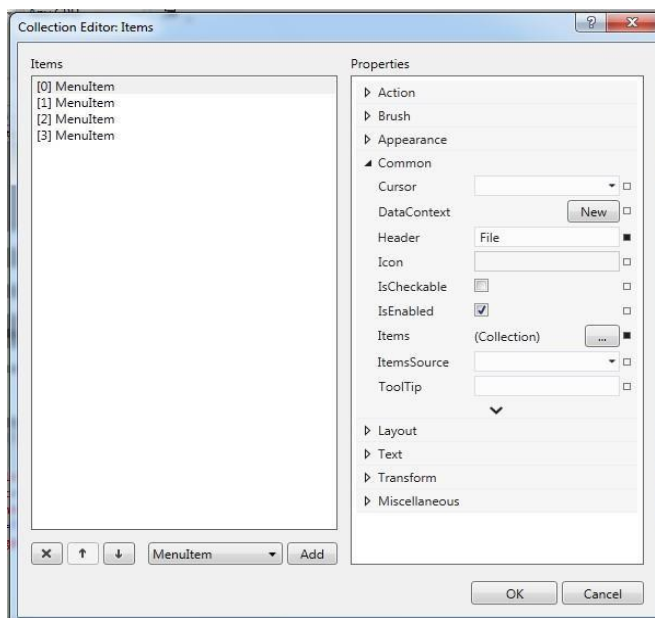 Collection Editor: Items
Items
[0] MenuItem
[1] MenuItem
[2] MenuItem
[3] MenuItem
MenuItem
Add
Properties
Action
Brush
Appearance
Common
Cursor
DataContext New
Header File
Icon
IsCheckable
IsEnabled
Items (Collection) ...
ItemsSource
ToolTip
Layout
Text
Transform
Miscellaneous
OK Cancel